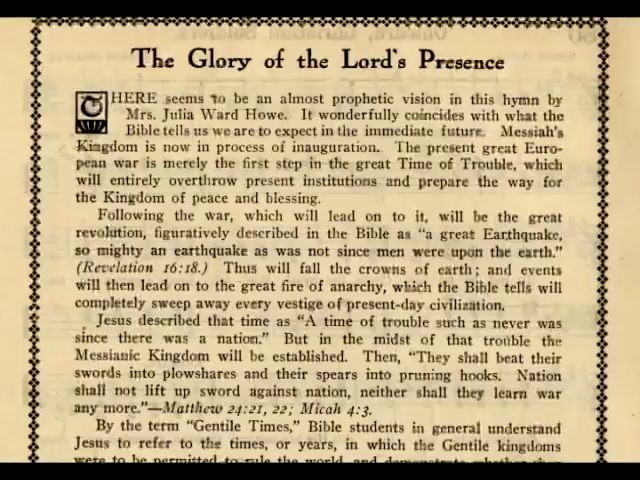 The Glory of the Lord's Presence
THERE seems to be an almost prophetic vision in this hymn by
Mrs. Julia Ward Howe. It wonderfully coincides with what the
Bible tells us we are to expect in the immediate future. Messiah's
Kingdom is now in process of inauguration. The present great Euro-
pean war is merely the first step in the great Time of Trouble, which
will entirely overthrow present institutions and prepare the way for
the Kingdom of peace and blessing.
Following the war, which will lead on to it, will be the great
revolution, figuratively described in the Bible as "a great Earthquake,
so mighty an earthquake as was not since men were upon the earth."
(Revelation 16:18.) Thus will fall the crowns of earth; and events
will then lead on to the great fire of anarchy, which the Bible tells will
completely sweep away every vestige of present-day civilization.
Jesus described that time as "A time of trouble such as never was
since there was a nation." But in the midst of that trouble the
Messianic Kingdom will be established. Then, "They shall beat their
swords into plowshares and their spears into pruning hooks. Nation
shall not lift up sword against nation, neither shall they learn war
any more."—Matthew 24:21, 22; Micah 4:3.
By the term "Gentile Times," Bible students in general understand
Jesus to refer to the times, or years, in which the Gentile kingdoms
were to be permitted to rule the world, and demonstrate whether they